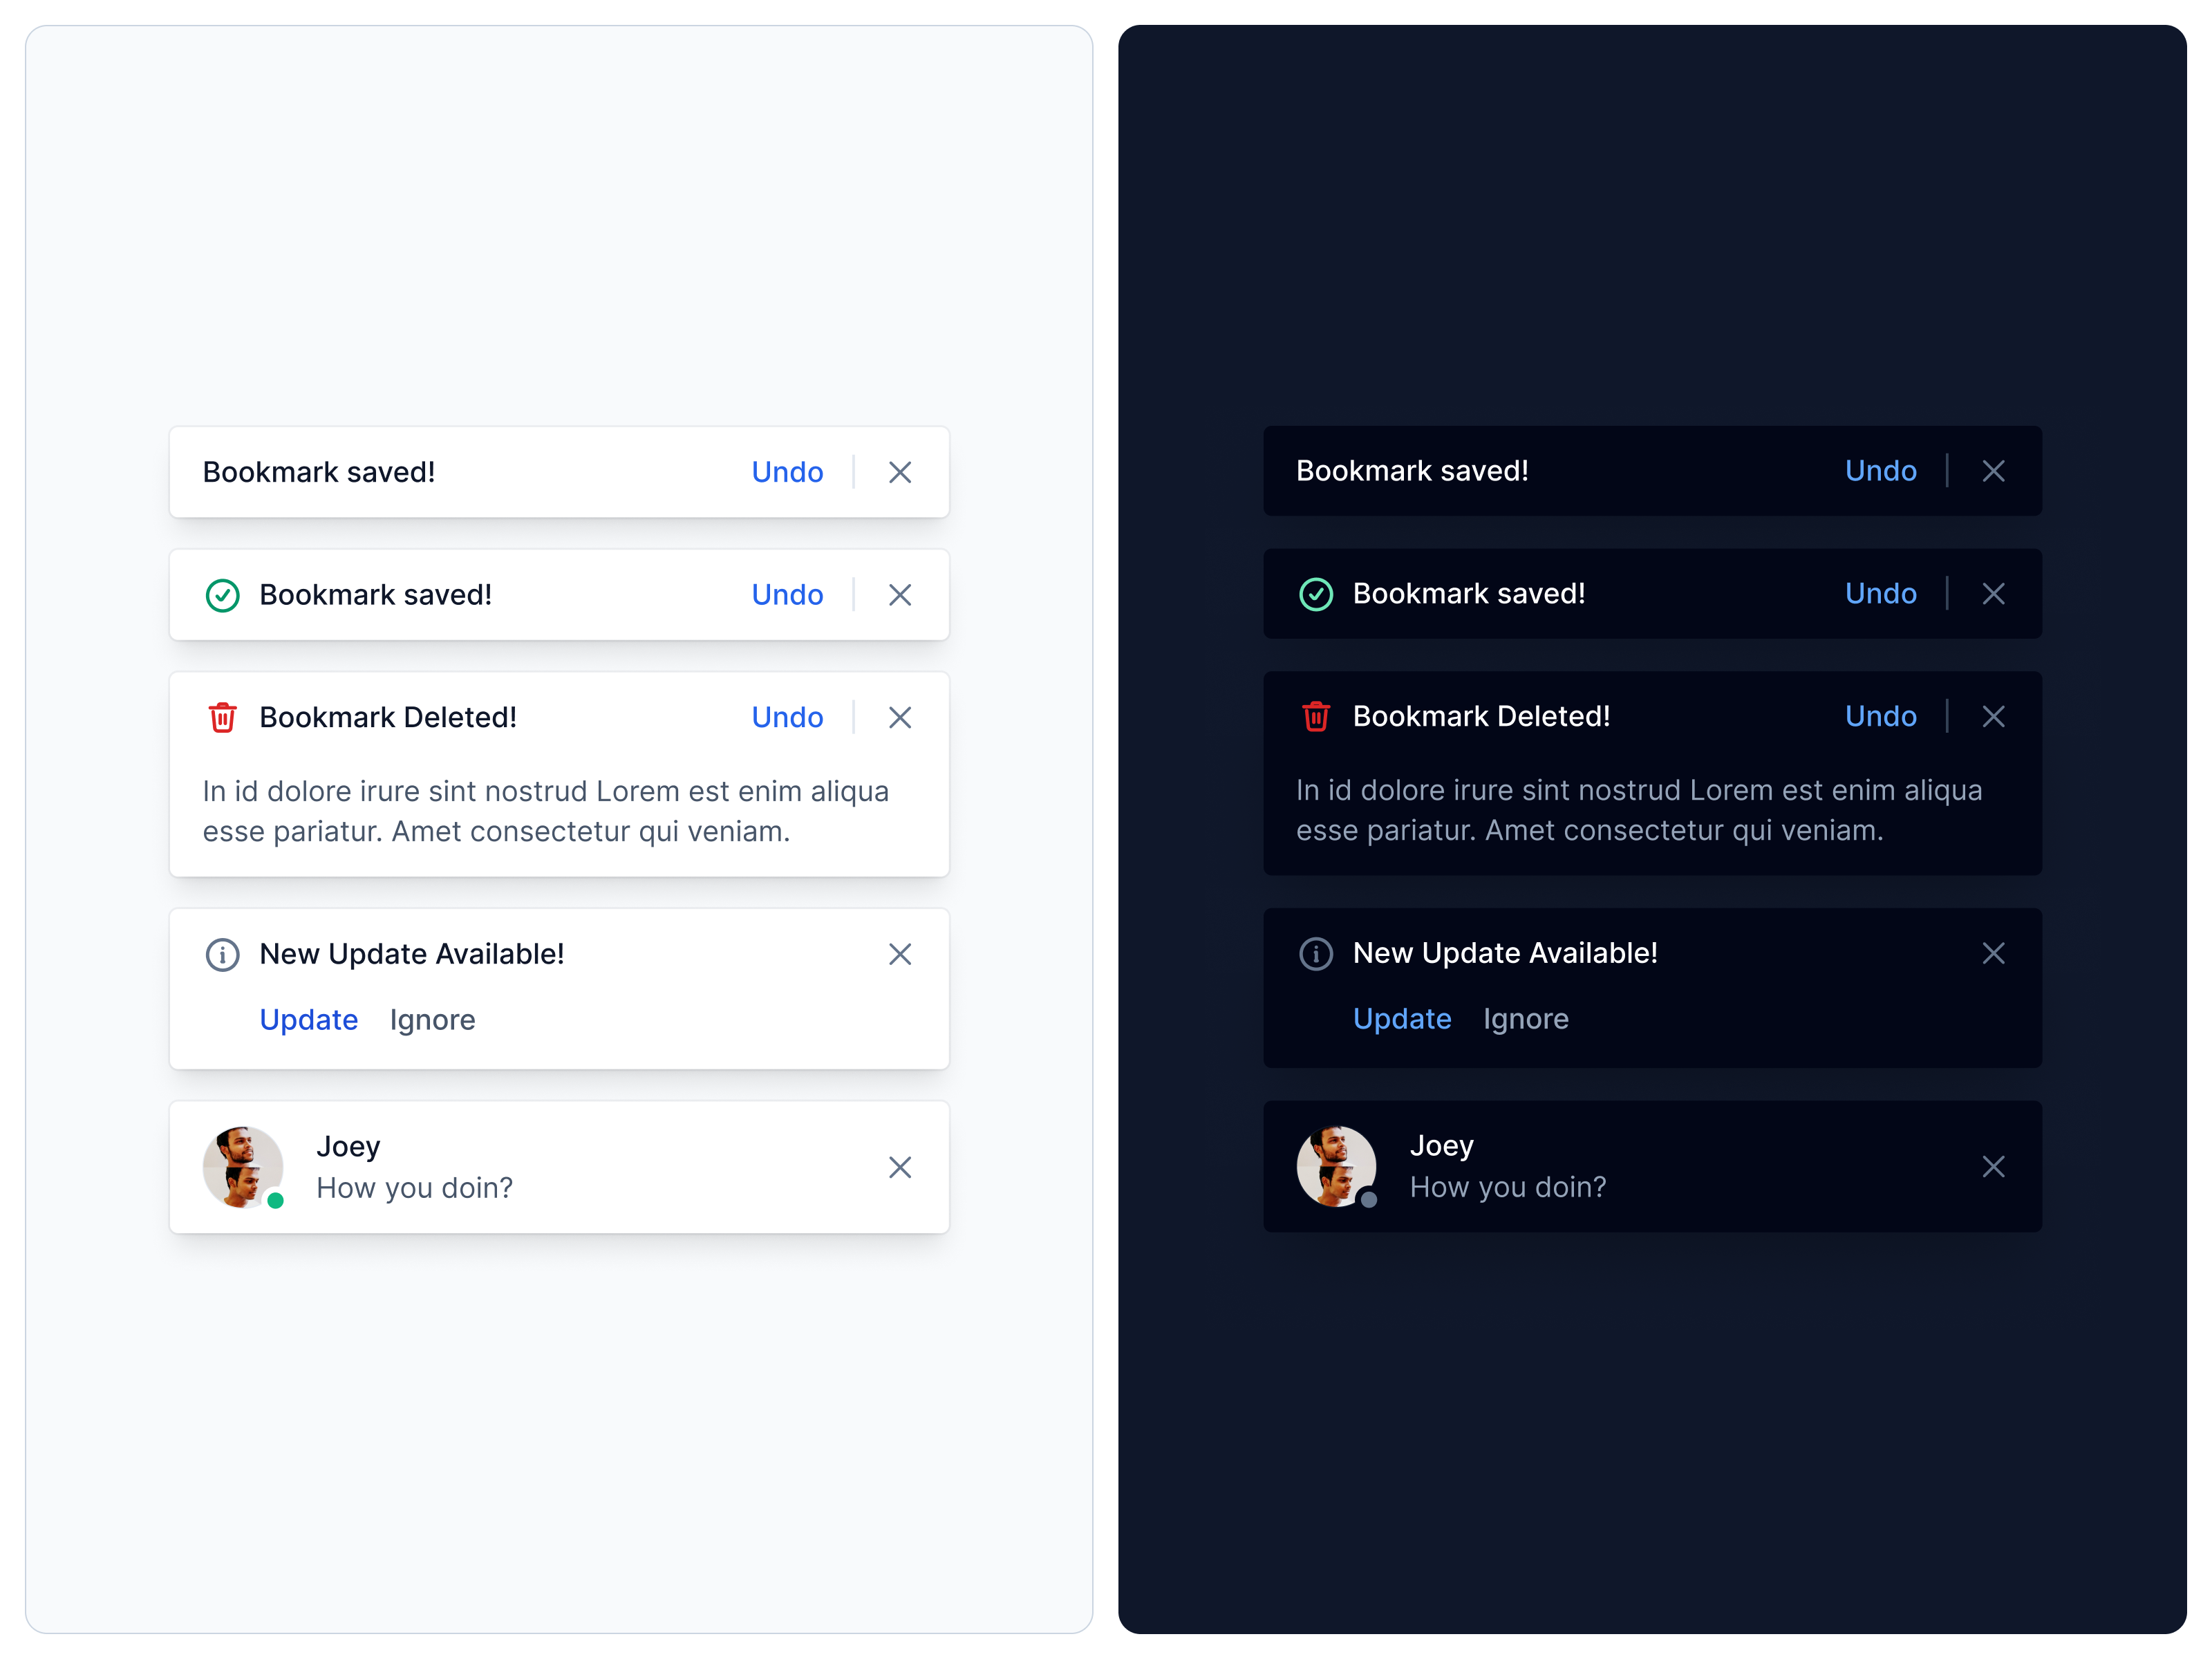 Bookmark saved! Undo
Bookmark saved! Undo
Bookmark Deleted! Undo
In id dolore irure sint nostrud Lorem est enim aliqua
esse pariatur. Amet consectetur qui veniam.
New Update Available!
Update Ignore
Joey
How you doin?
Bookmark saved! Undo
Bookmark saved! Undo
Bookmark Deleted! Undo
In id dolore irure sint nostrud Lorem est enim aliqua
esse pariatur. Amet consectetur qui veniam.
New Update Available!
Update Ignore
Joey
How you doin?